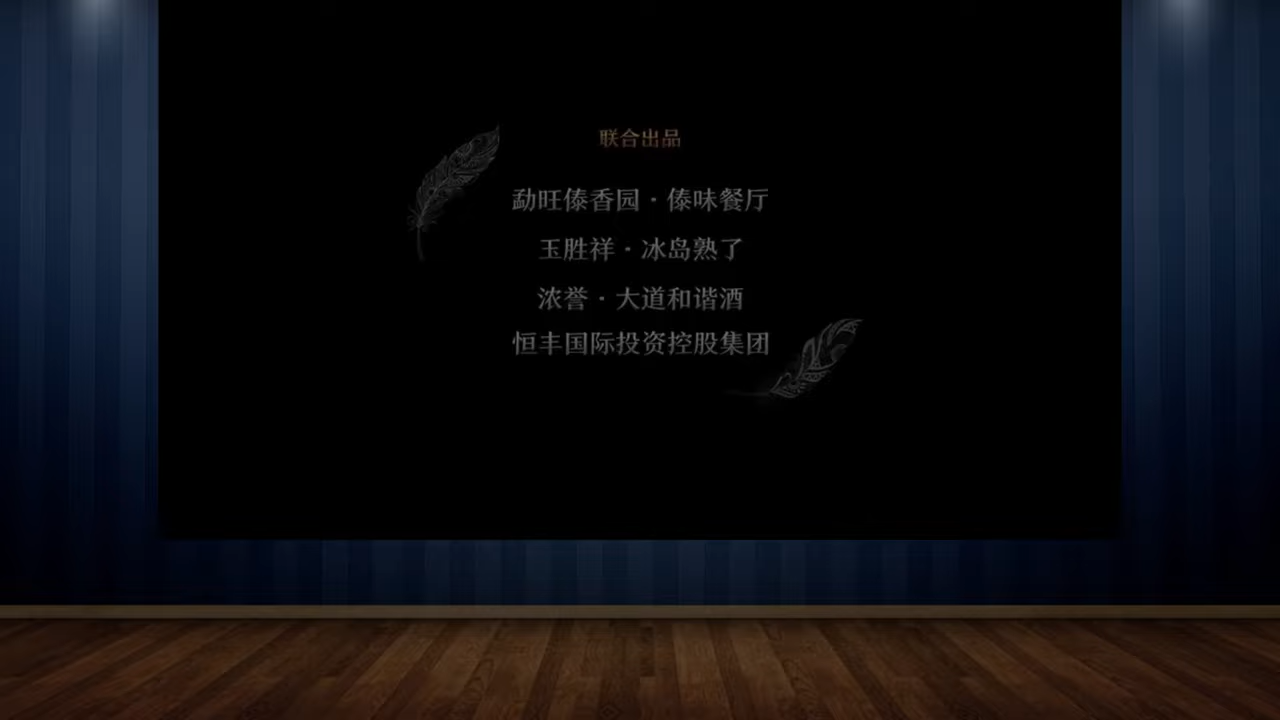 联合出品
勐旺傣香园·傣味餐厅
玉胜祥·冰岛熟了
浓誉·大道和谐酒
恒丰国际投资控股集团